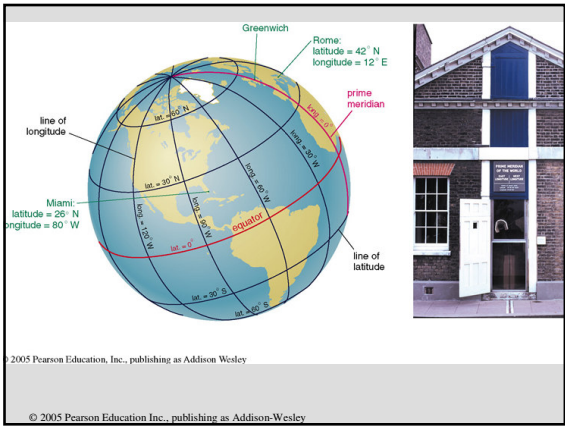 Greenwich
Rome:
latitude = 42° N
longitude = 12° E
prime
meridian
line of
longitude
lat. = 60° N
long. = 0°
long. = 30° W
lat. = 30° N
long. = 60° W
Miami:
latitude = 26° N
ongitude = 80° W
long. = 120° W
long. = 90° W
equator
lat. = 0°
line of
latitude
lat. = 30° S
lat. = 60° S
PRIME MERIDIAN
OF THE WORLD
EAST WEST
© 2005 Pearson Education, Inc., publishing as Addison Wesley
© 2005 Pearson Education Inc., publishing as Addison-Wesley